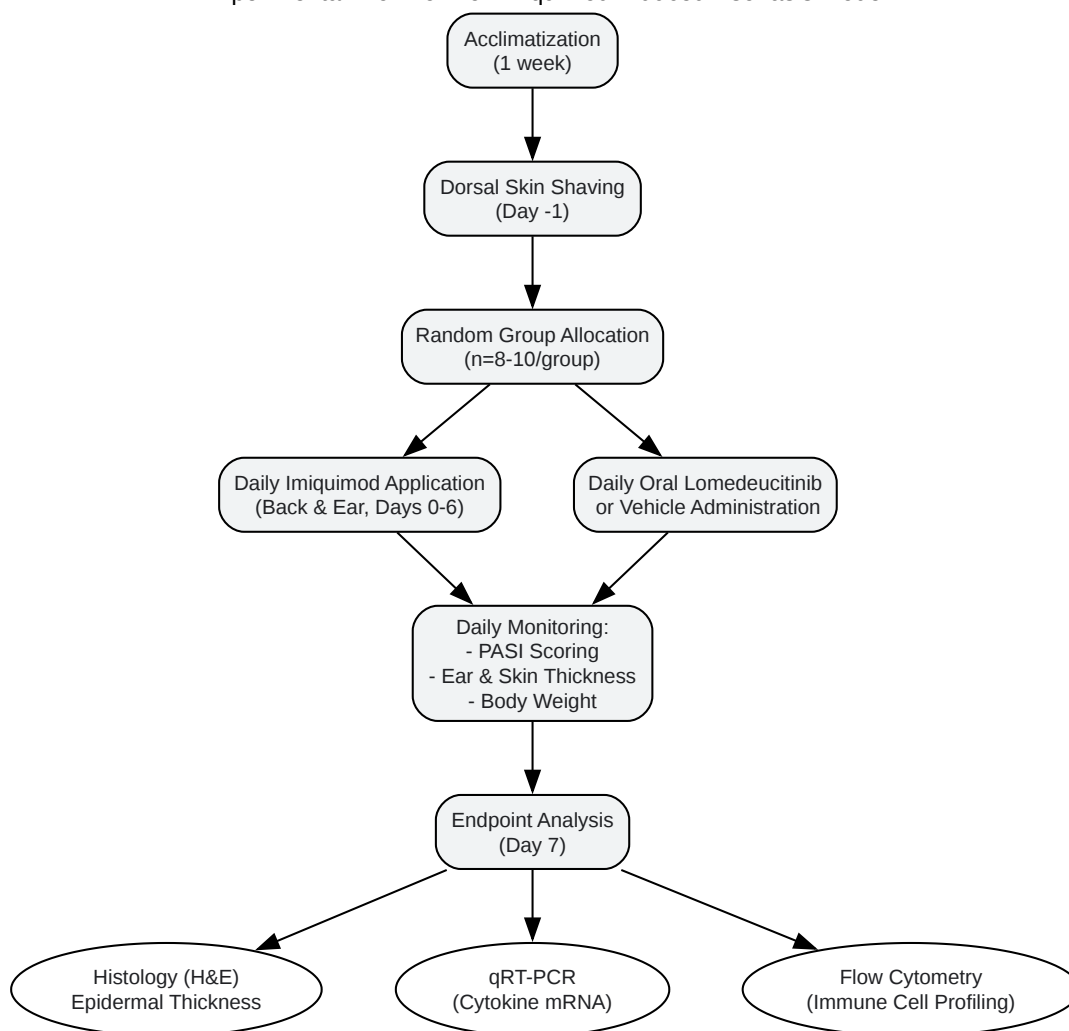 Acclimatization
(1 week)
Dorsal Skin Shaving
(Day -1)
Random Group Allocation
(n=8-10/group)
Daily Imiquimod Application
(Back & Ear, Days 0-6)
Daily Oral Lomedeucitinib
or Vehicle Administration
Daily Monitoring:
- PASI Scoring
- Ear & Skin Thickness
- Body Weight
Endpoint Analysis
(Day 7)
Histology (H&E)
Epidermal Thickness
qRT-PCR
(Cytokine mRNA)
Flow Cytometry
(Immune Cell Profiling)